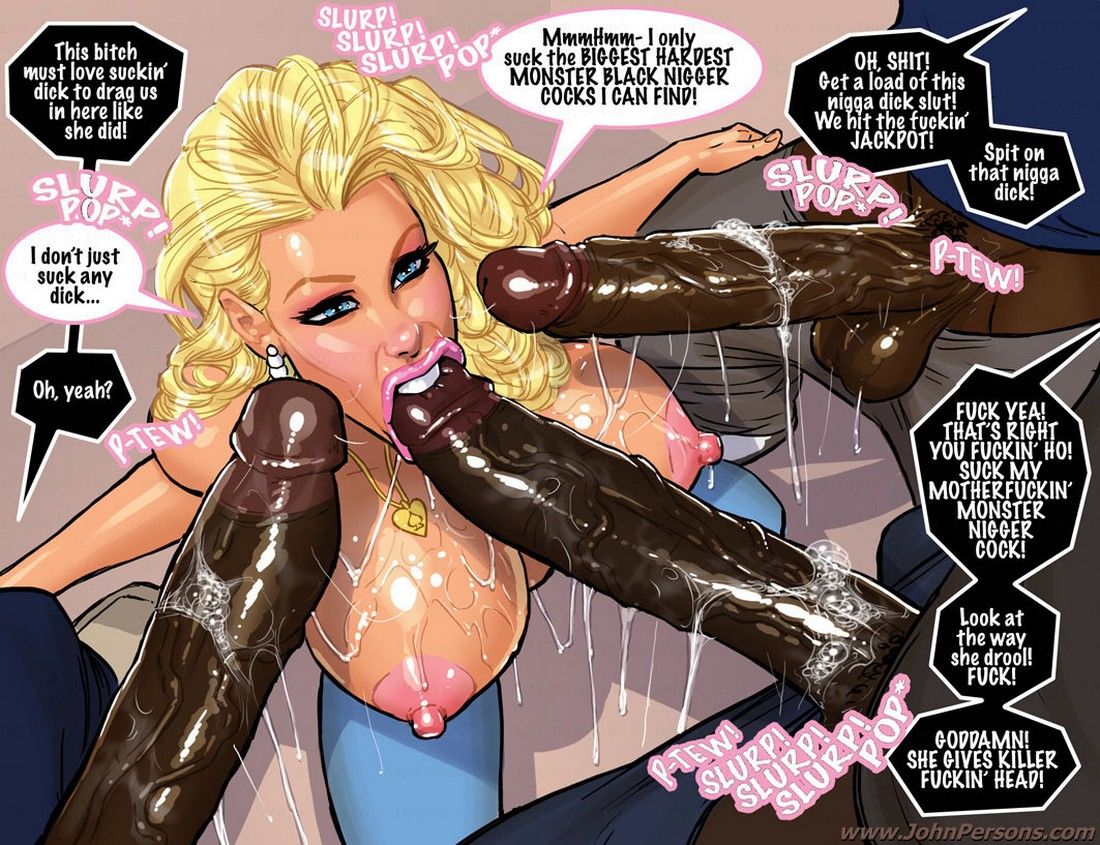 This bitch
must love suckin'
dick to drag us
in here like
she did!
SLURP!
SLURP!
SLURP!
POP*
MmmHmm- I only
suck the BIGGEST HARDEST
MONSTER BLACK NIGGER
COCKS I CAN FIND!
OH, SHIT!
Get a load of this
nigga dick slut!
We hit the fuckin'
JACKPOT!
Spit on
that nigga
dick!
SLURP!
POP*
SLURP!
POP*
P-TEW!
I don't just
suck any
dick...
Oh, yeah?
P-TEW!
FUCK YEA!
THAT'S RIGHT
YOU FUCKIN' HO!
SUCK MY
MOTHERFUCKIN'
MONSTER
NIGGER
COCK!
Look at
the way
she drool!
FUCK!
P-TEW!
SLURP!
SLURP!
SLURP!
POP*
GODDAMN!
SHE GIVES KILLER
FUCKIN' HEAD!
www.JohnPersons.com